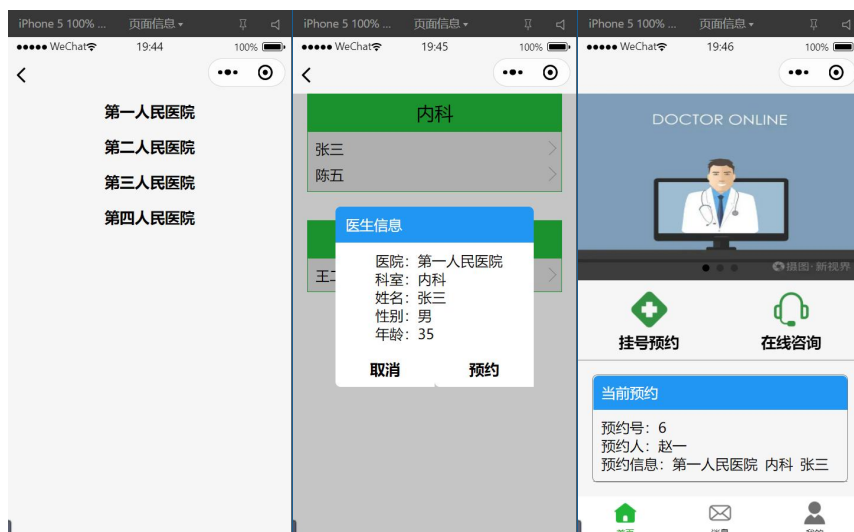 iPhone 5 100% ... 页面信息
WeChat 19:44 100%
第一人民医院
第二人民医院
第三人民医院
第四人民医院
iPhone 5 100% ... 页面信息
WeChat 19:45 100%
内科
张三
陈五
医生信息
医院：第一人民医院
科室：内科
姓名：张三
性别：男
年龄：35
取消 预约
iPhone 5 100% ... 页面信息
WeChat 19:46 100%
DOCTOR ONLINE
摄图·新视界
挂号预约 在线咨询
当前预约
预约号：6
预约人：赵一
预约信息：第一人民医院 内科 张三